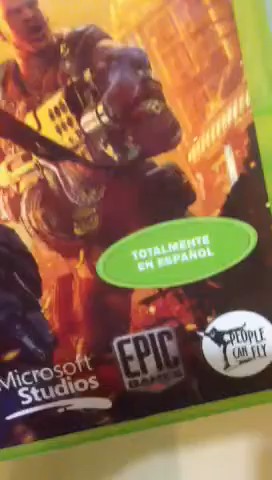 TOTALMENTE
EN ESPAÑOL
Microsoft
Studios
EPIC
GAMES
PEOPLE
CAN FLY